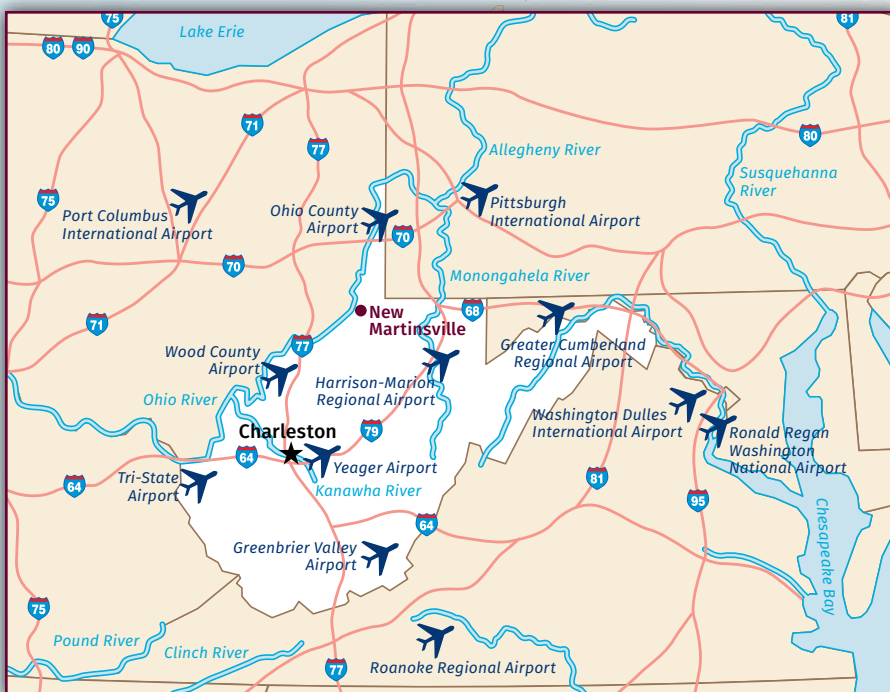 75
81
Lake Erie
80
90
71
77
80
Allegheny River
Susquehanna
River
75
Port Columbus
International Airport
Ohio County
Airport
Pittsburgh
International Airport
70
70
Monongahela River
71
New
Martinsville
68
77
Wood County
Airport
Greater Cumberland
Regional Airport
Harrison-Marion
Regional Airport
Ohio River
Washington Dulles
International Airport
Charleston
79
Ronald Regan
Washington
National Airport
64
Yeager Airport
Tri-State
Airport
64
Kanawha River
81
95
Chesapeake Bay
64
Greenbrier Valley
Airport
75
Pound River
Clinch River
77
Roanoke Regional Airport